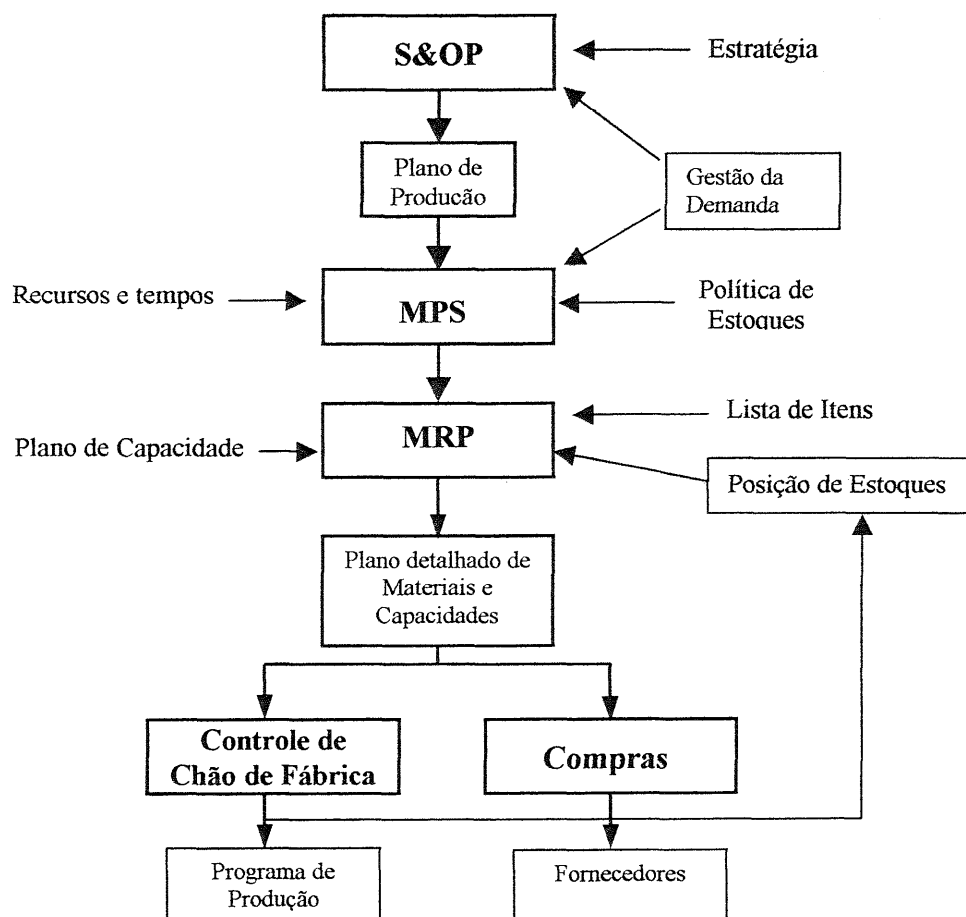 S&OP
Estratégia
Plano de
Producão
Gestão da
Demanda
Recursos e tempos
MPS
Política de
Estoques
MRP
Lista de Itens
Plano de Capacidade
Posição de Estoques
Plano detalhado de
Materiais e
Capacidades
Controle de
Chão de Fábrica
Compras
Programa de
Produção
Fornecedores